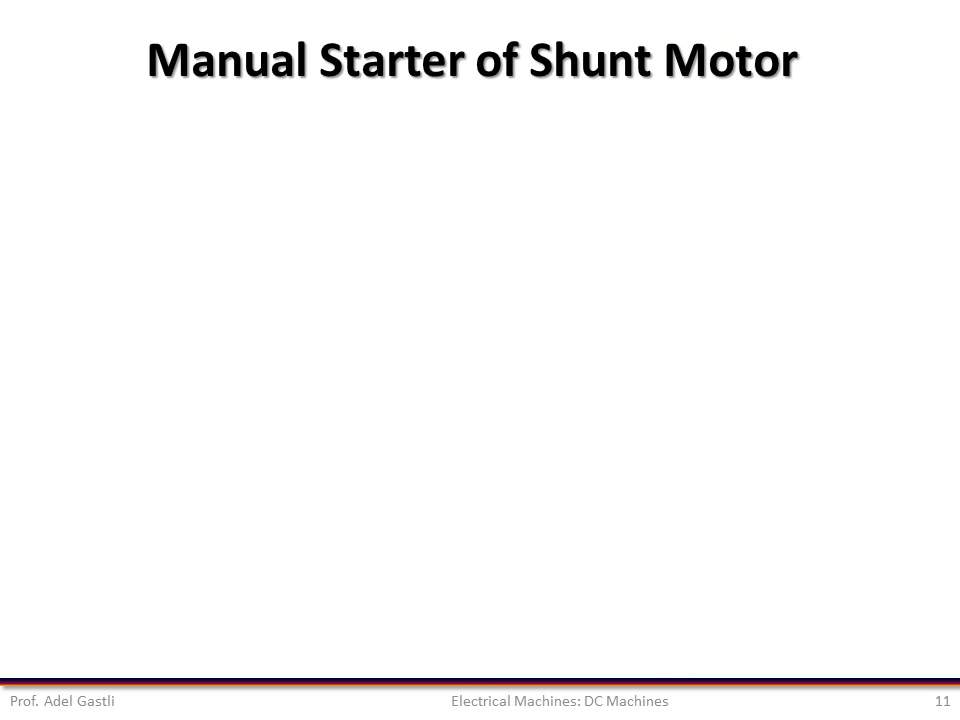 Manual Starter of Shunt Motor
Prof. Adel Gastli
Electrical Machines: DC Machines
11